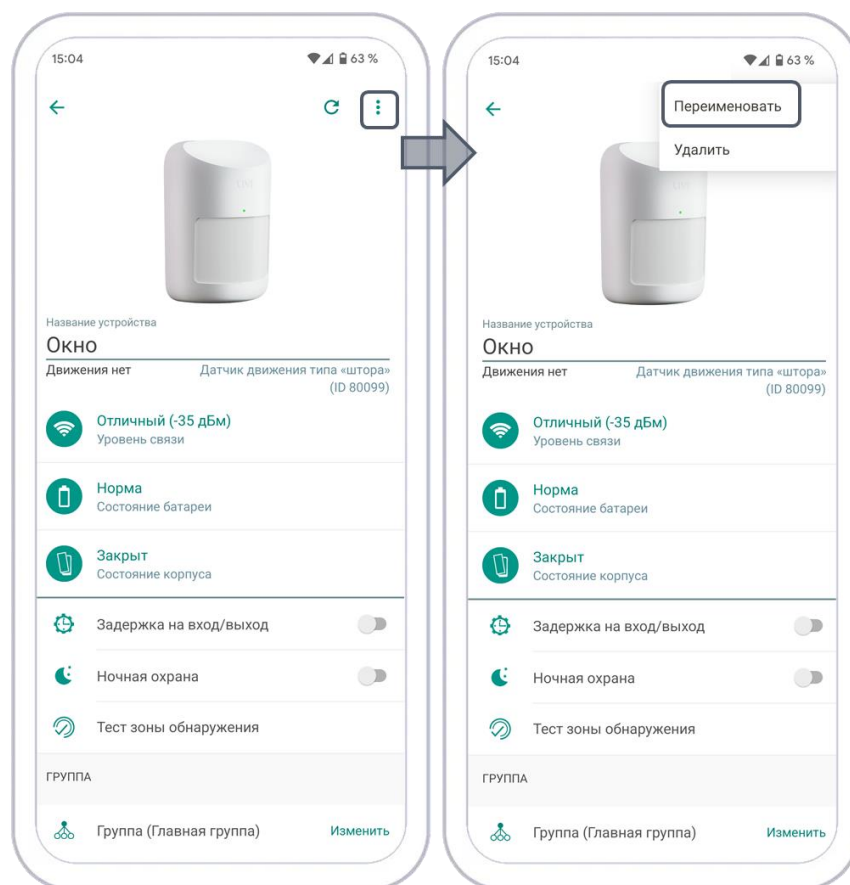 15:04
63 %
Название устройства
Окно
Движения нет
Датчик движения типа «штора»
(ID 80099)
Отличный (-35 дБм)
Уровень связи
Норма
Состояние батареи
Закрыт
Состояние корпуса
Задержка на вход/выход
Ночная охрана
Тест зоны обнаружения
ГРУППА
Группа (Главная группа)
Изменить
15:04
63 %
Переименовать
Удалить
Название устройства
Окно
Движения нет
Датчик движения типа «штора»
(ID 80099)
Отличный (-35 дБм)
Уровень связи
Норма
Состояние батареи
Закрыт
Состояние корпуса
Задержка на вход/выход
Ночная охрана
Тест зоны обнаружения
ГРУППА
Группа (Главная группа)
Изменить